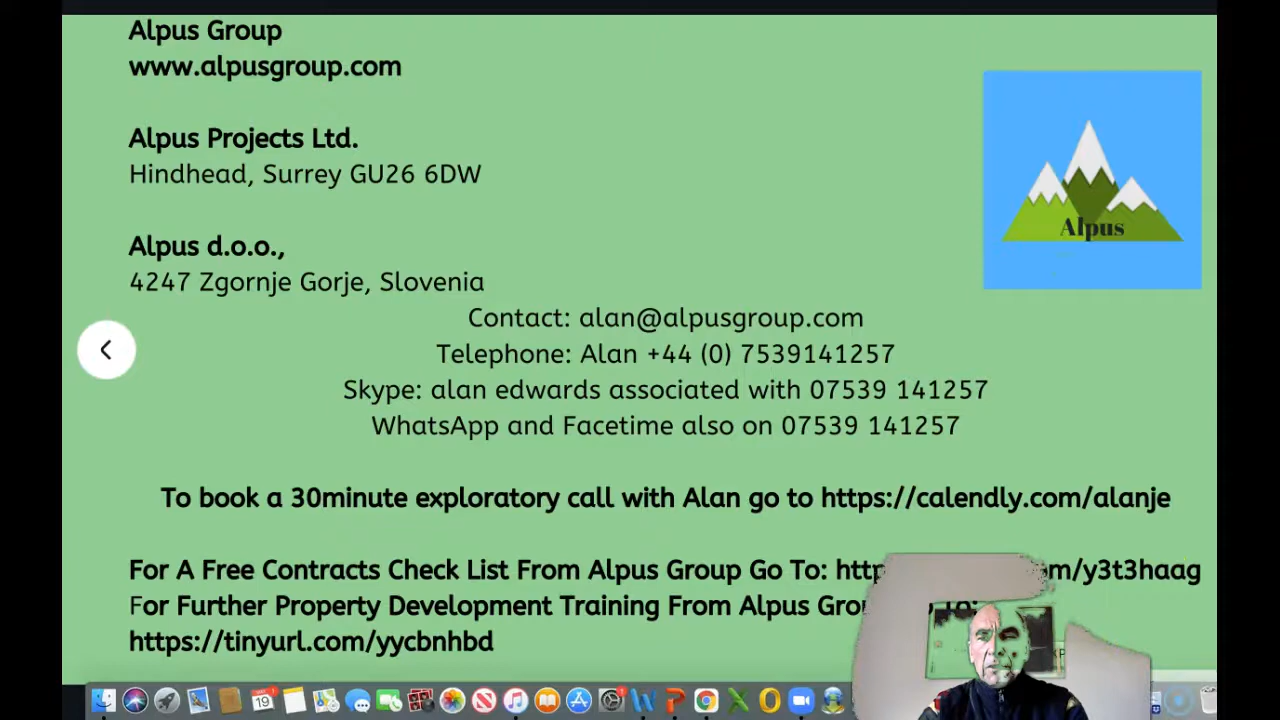 Alpus Group
www.alpusgroup.com
Alpus Projects Ltd.
Hindhead, Surrey GU26 6DW
Alpus
Alpus d.o.o.,
4247 Zgornje Gorje, Slovenia
Contact: alan@alpusgroup.com
Telephone: Alan +44 (0) 7539141257
Skype: alan edwards associated with 07539 141257
WhatsApp and Facetime also on 07539 141257
To book a 30minute exploratory call with Alan go to https://calendly.com/alanje
For A Free Contracts Check List From Alpus Group Go To:
For Further Property Development Training From Alpus
https://tinyurl.com/yycbnhbd
19